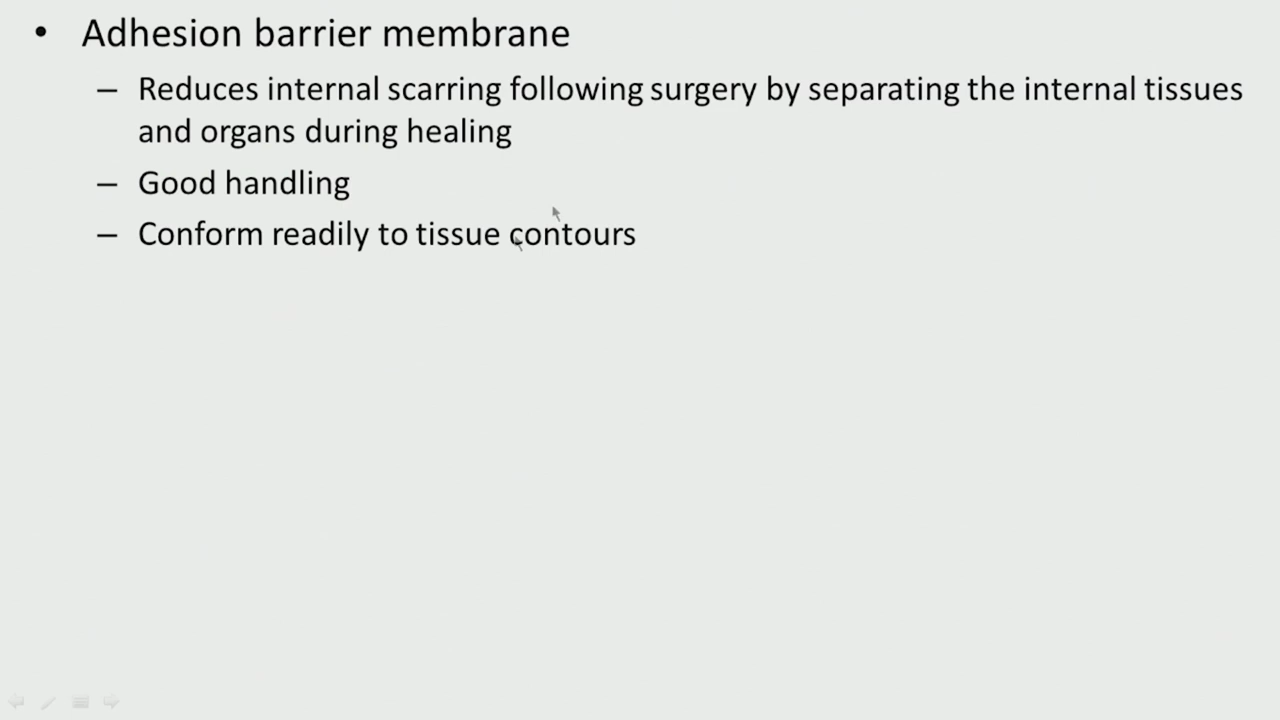 • Adhesion barrier membrane
– Reduces internal scarring following surgery by separating the internal tissues
and organs during healing
– Good handling
– Conform readily to tissue contours